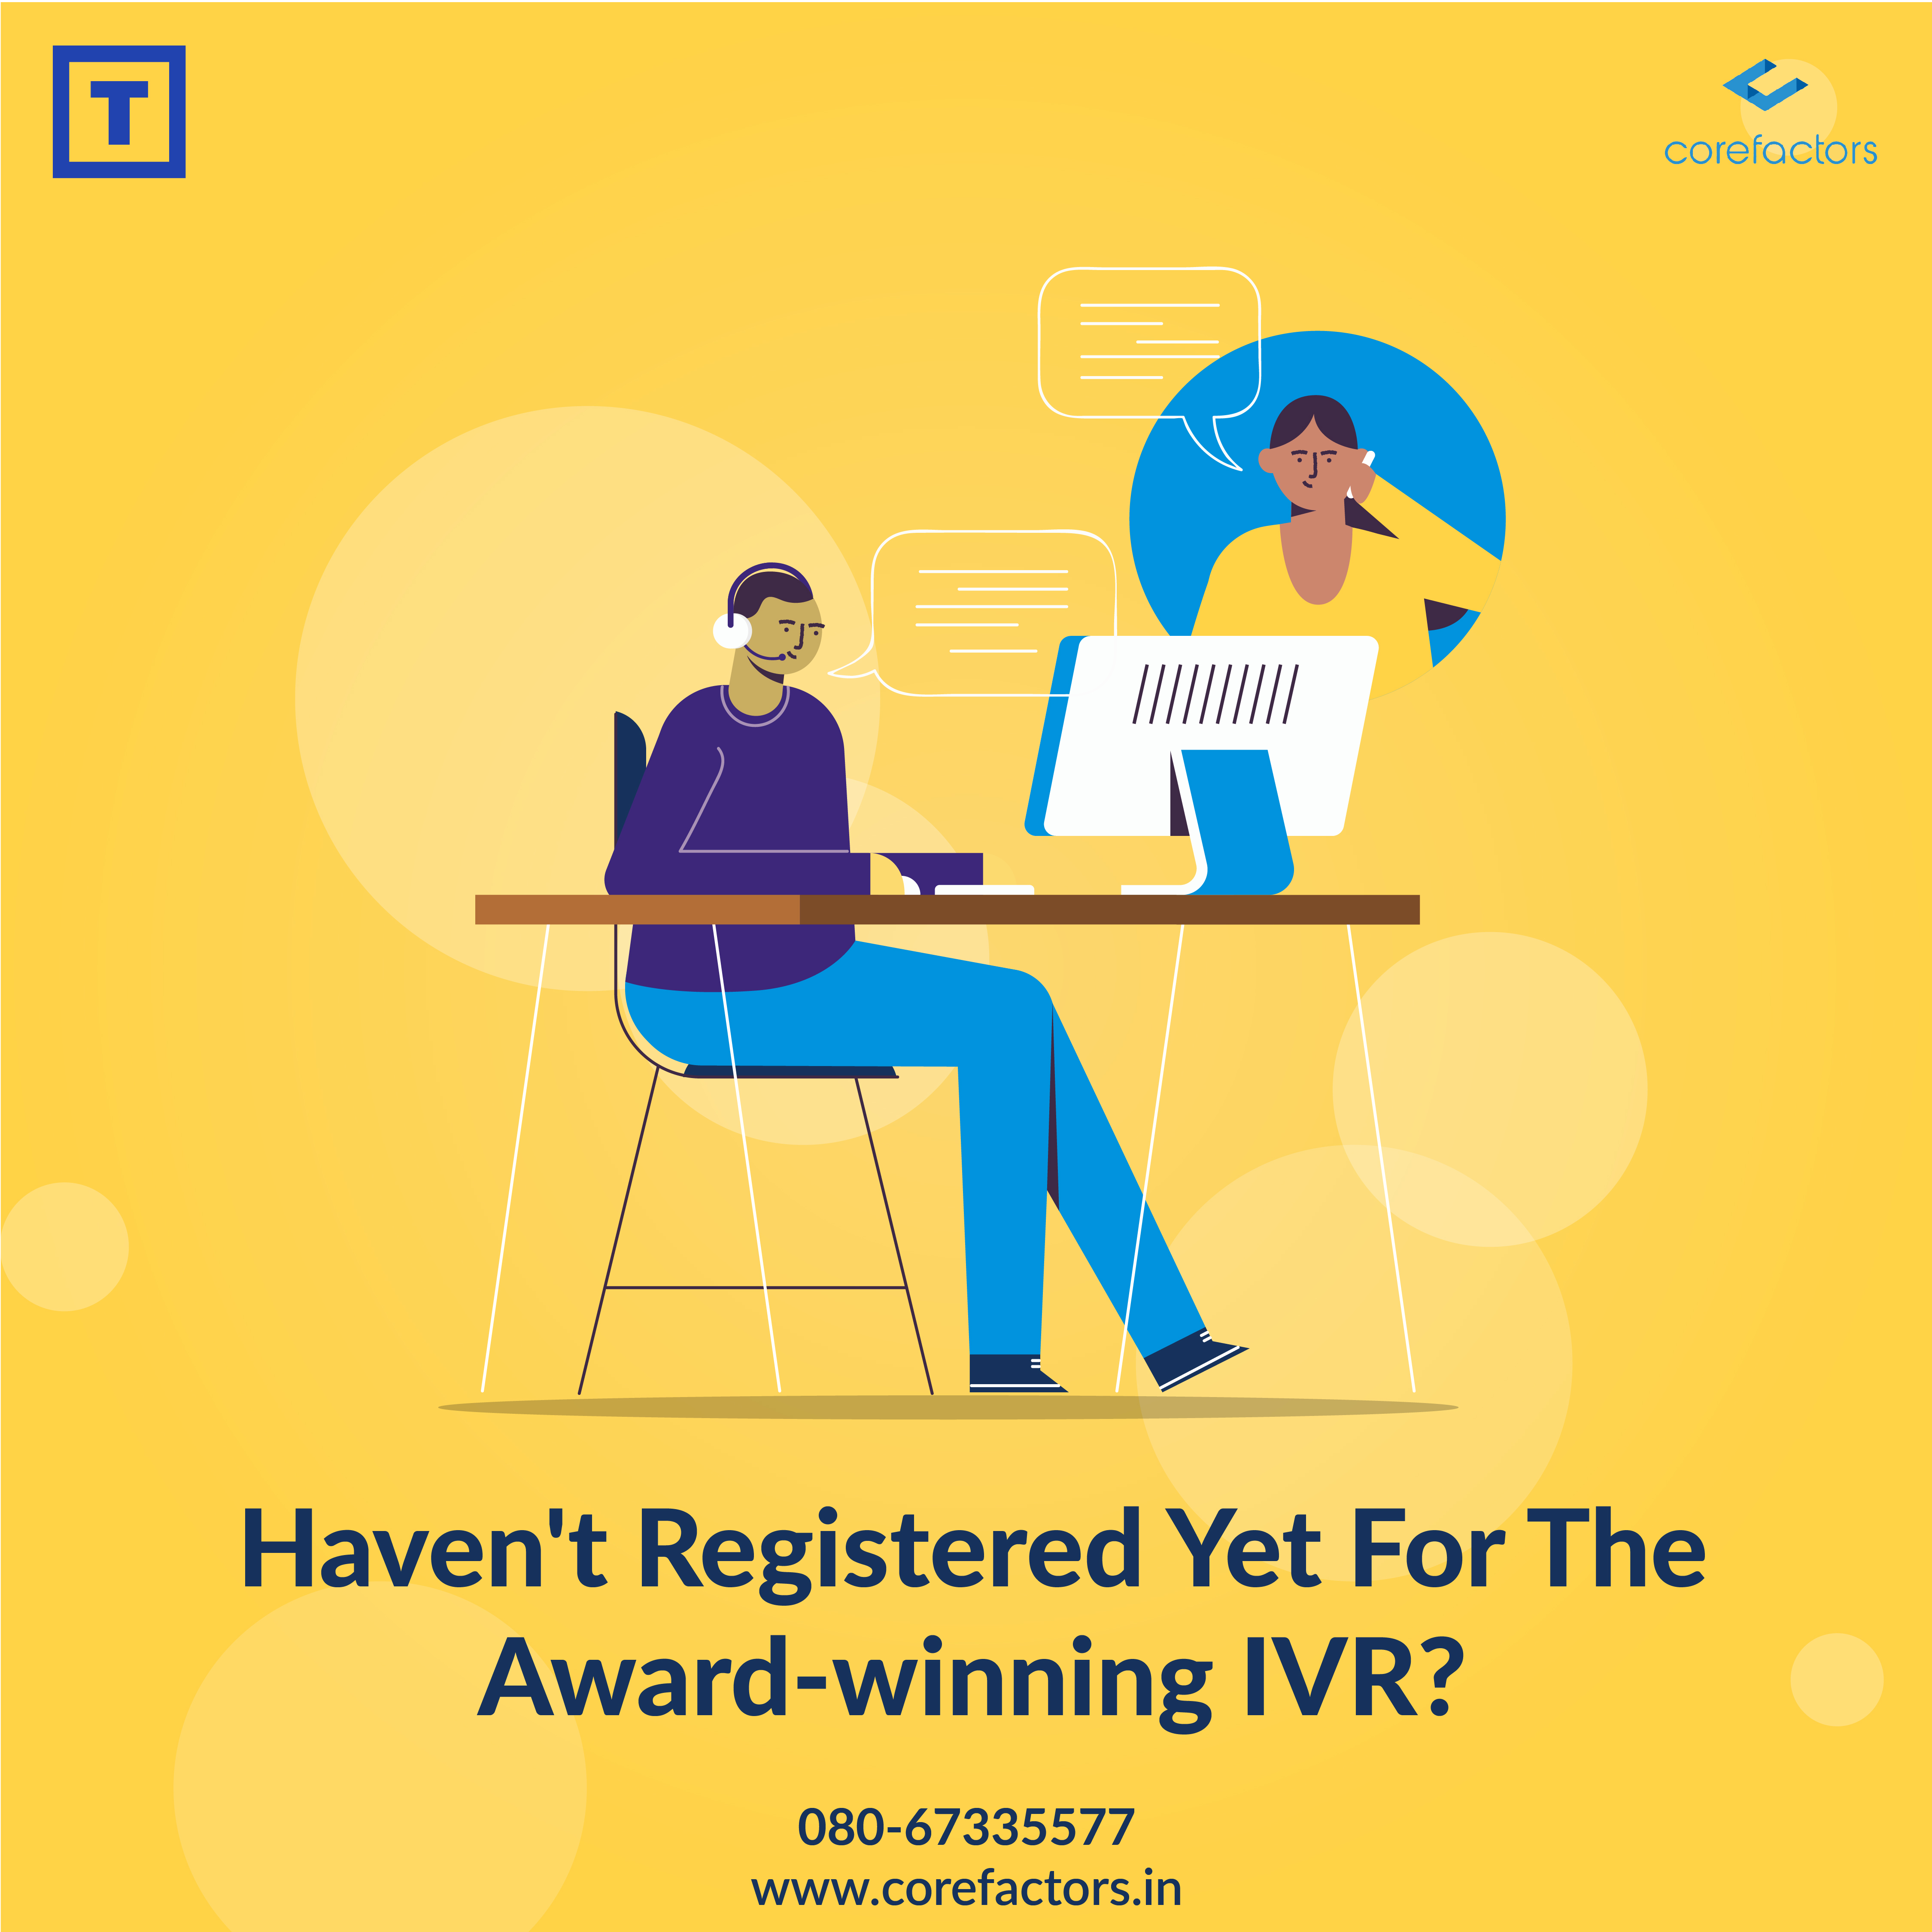 T
corefactors
Haven't Registered Yet For The
Award-winning IVR?
080-67335577
www.corefactors.in